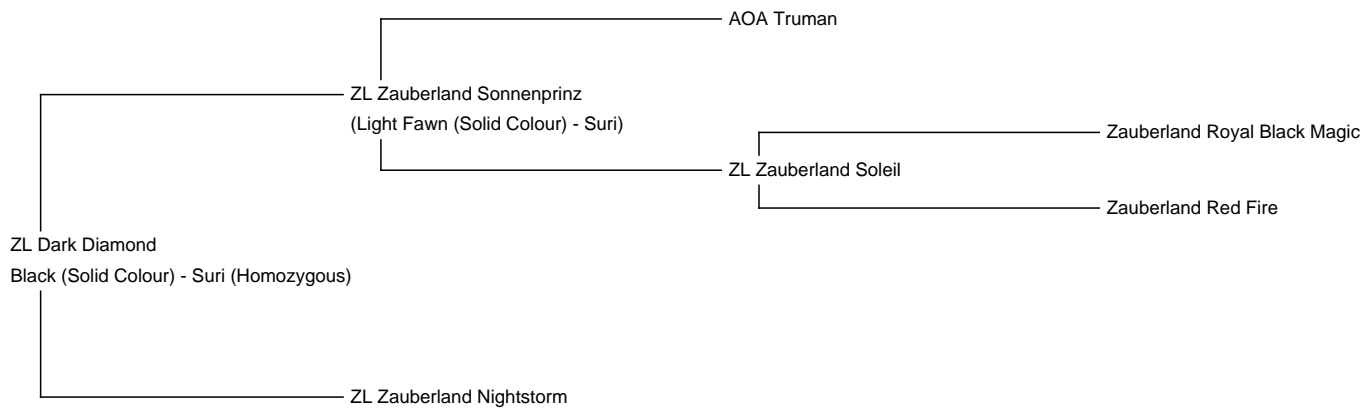 AOA Truman
ZL Zauberland Sonnenprinz
(Light Fawn (Solid Colour) - Suri)
Zauberland Royal Black Magic
ZL Zauberland Soleil
Zauberland Red Fire
ZL Dark Diamond
Black (Solid Colour) - Suri (Homozygous)
ZL Zauberland Nightstorm